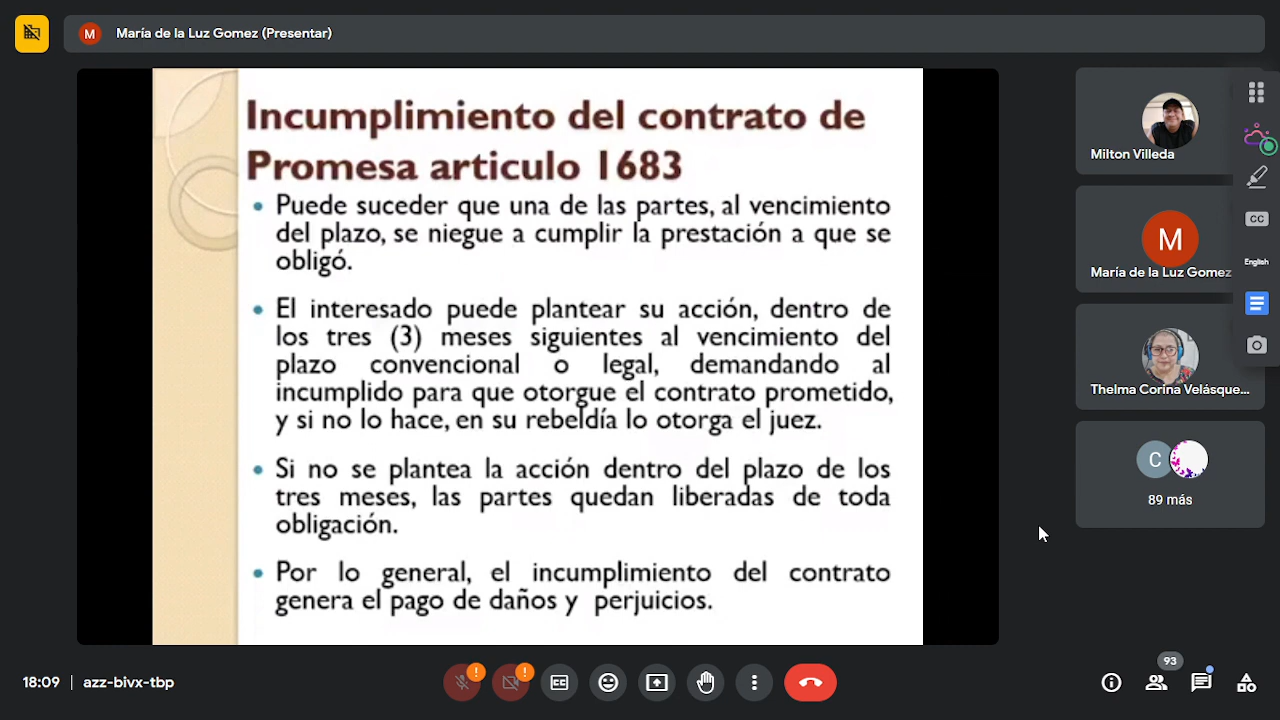 M María de la Luz Gomez (Presentar)
Incumplimiento del contrato de
Promesa articulo 1683
• Puede suceder que una de las partes, al vencimiento
del plazo, se niegue a cumplir la prestación a que se
obligó.
• El interesado puede plantear su acción, dentro de
los tres (3) meses siguientes al vencimiento del
plazo convencional o legal, demandando al
incumplido para que otorgue el contrato prometido,
y si no lo hace, en su rebeldía lo otorga el juez.
• Si no se plantea la acción dentro del plazo de los
tres meses, las partes quedan liberadas de toda
obligación.
• Por lo general, el incumplimiento del contrato
genera el pago de daños y perjuicios.
Milton Villeda
M
María de la Luz Gomez
Thelma Corina Velásque...
C
89 más
CC
English
18:09 | azz-bivx-tbp
93